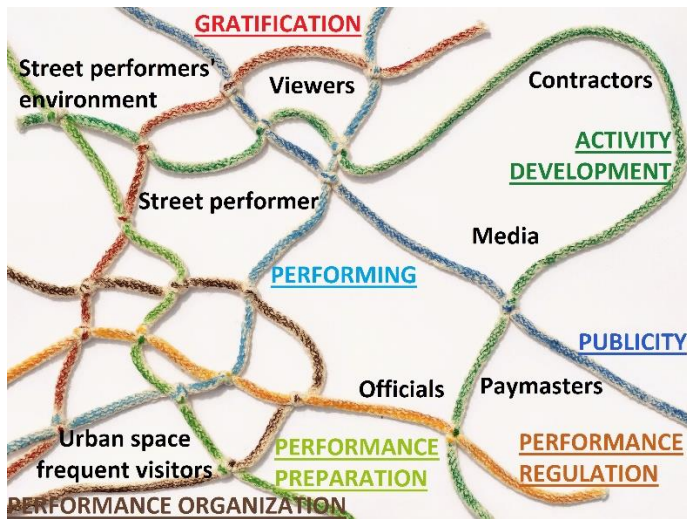 GRATIFICATION
Street performers'
environment
Viewers
Contractors
ACTIVITY
DEVELOPMENT
Street performer
Media
PERFORMING
PUBLICITY
Officials
Paymasters
Urban space
frequent visitors
PERFORMANCE
PREPARATION
PERFORMANCE
REGULATION
PERFORMANCE ORGANIZATION